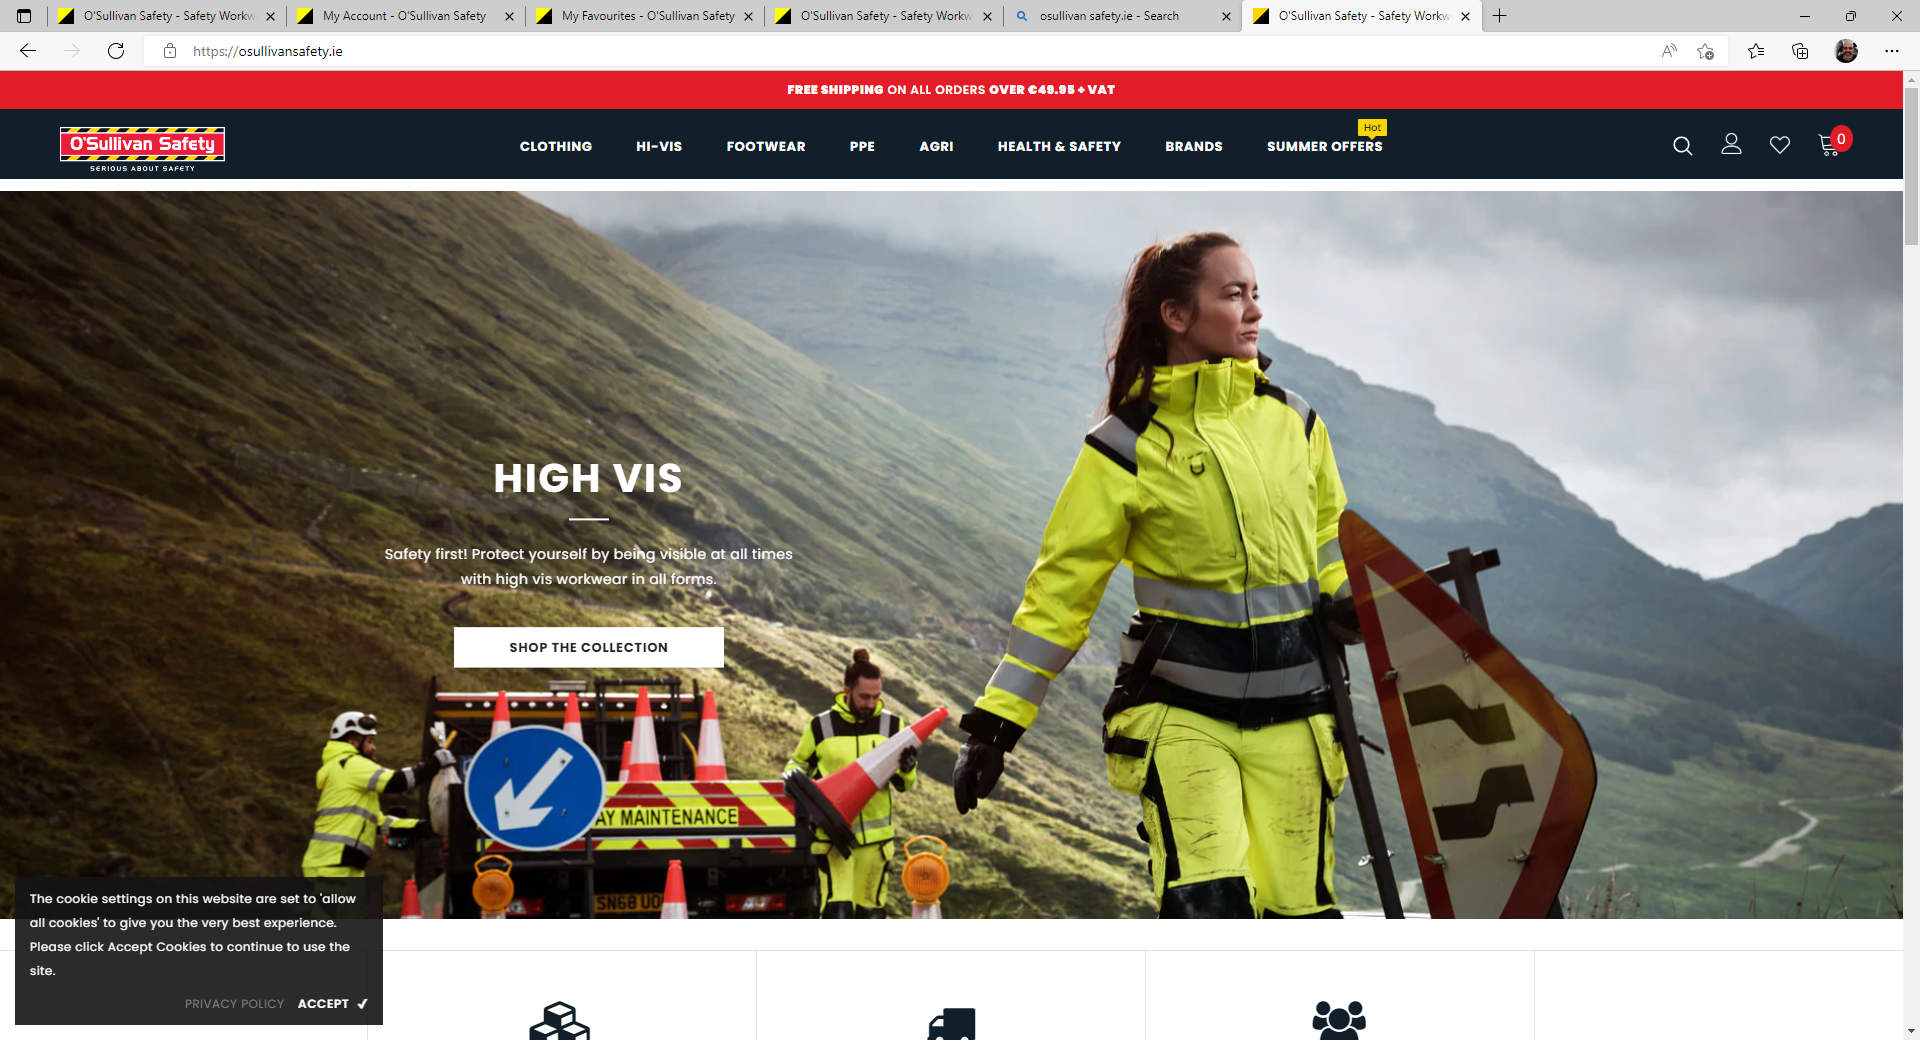 O'Sullivan Safety - Safety Workw
My Account - O'Sullivan Safety
My Favourites - O'Sullivan Safety
O'Sullivan Safety - Safety Workw
osullivan safety.ie - Search
O'Sullivan Safety - Safety Workw
https://osullivansafety.ie
FREE SHIPPING ON ALL ORDERS OVER €49.95 + VAT
O'Sullivan Safety
SERIOUS ABOUT SAFETY
CLOTHING
HI-VIS
FOOTWEAR
PPE
AGRI
HEALTH & SAFETY
BRANDS
SUMMER OFFERS
Hot
0
HIGH VIS
Safety first! Protect yourself by being visible at all times
with high vis workwear in all forms.
SHOP THE COLLECTION
AY MAINTENANCE
SN68 UO
The cookie settings on this website are set to 'allow
all cookies' to give you the very best experience.
Please click Accept Cookies to continue to use the
site.
PRIVACY POLICY
ACCEPT